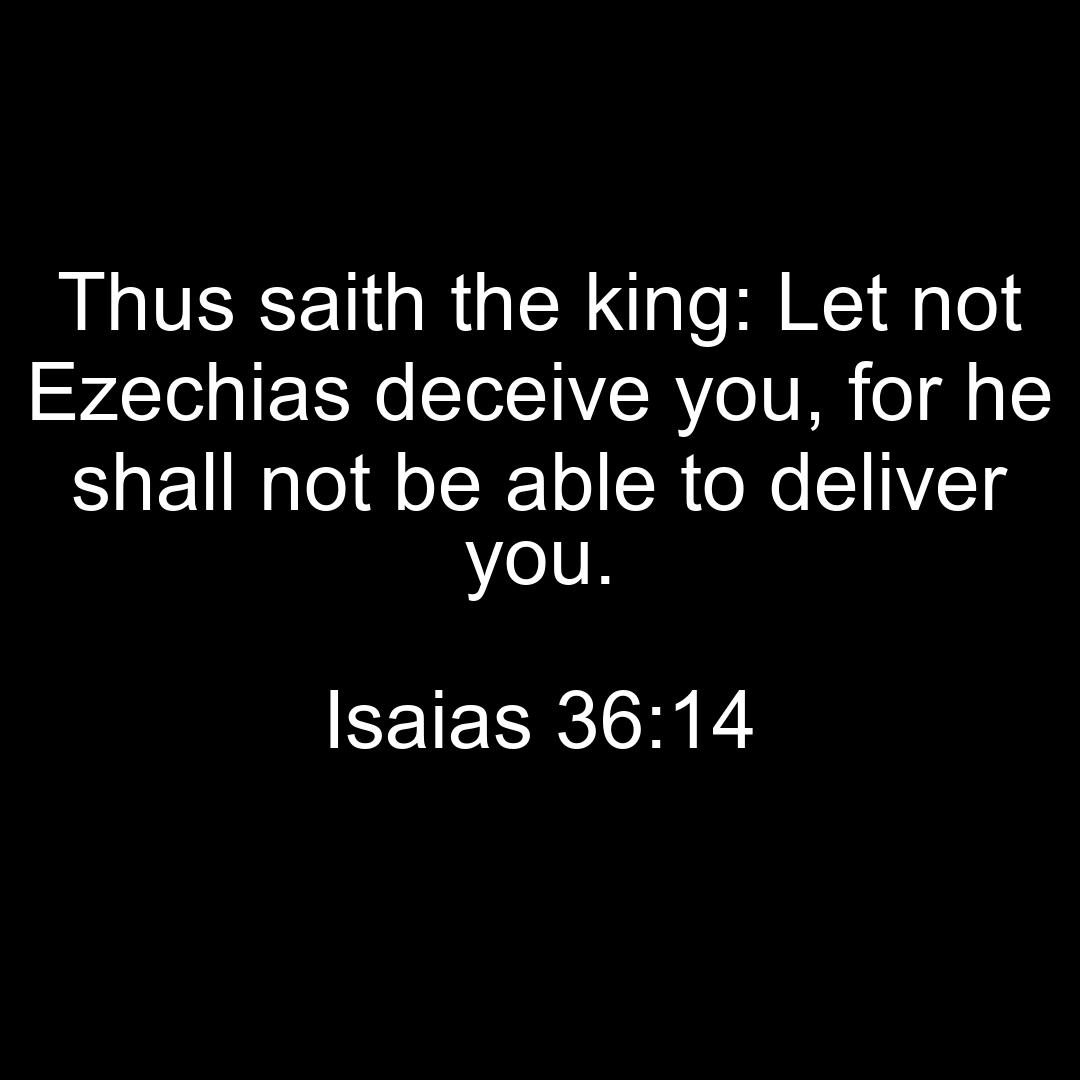 Thus saith the king: Let not
Ezechias deceive you, for he
shall not be able to deliver
you.
Isaias 36:14